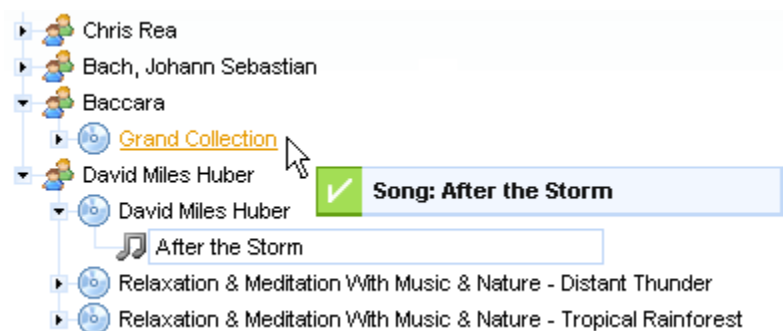 Chris Rea
Bach, Johann Sebastian
Baccara
Grand Collection
David Miles Huber
Song: After the Storm
David Miles Huber
After the Storm
Relaxation & Meditation With Music & Nature - Distant Thunder
Relaxation & Meditation With Music & Nature - Tropical Rainforest